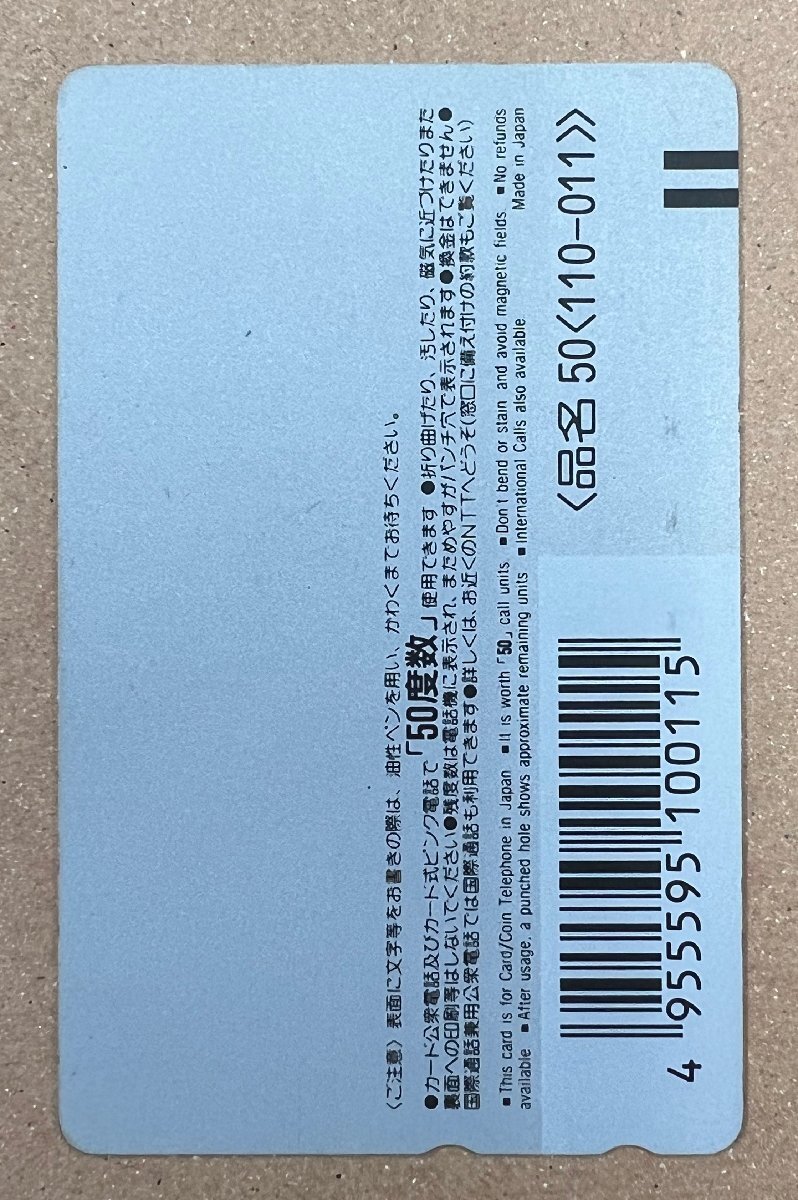 〈ご注意〉表面に文字等をお書きの際は、油性ペンを用い、かわくまでお待ちください。
●カード公衆電話及びカード式ピンク電話で「50度数」使用できます ●折り曲げたり、汚したり、磁気に近づけたりまた
裏面への印刷等はしないでください●残度数は電話機に表示され、まためやすがパンチ穴で表示されます●換金はできません●
国際通話兼用公衆電話では国際通話も利用できます●詳しくは、お近くのNTTへどうぞ(窓口に備え付けの約款もご覧ください)
■This card is for Card/Coin Telephone in Japan ■It is worth「50」call units ■Don't bend or stain and avoid magnetic fields ■No refunds
available ■After usage, a punched hole shows approximate remaining units ■International Calls also available Made in Japan
〈品名 50〈110-011〉〉
4 955595 100115